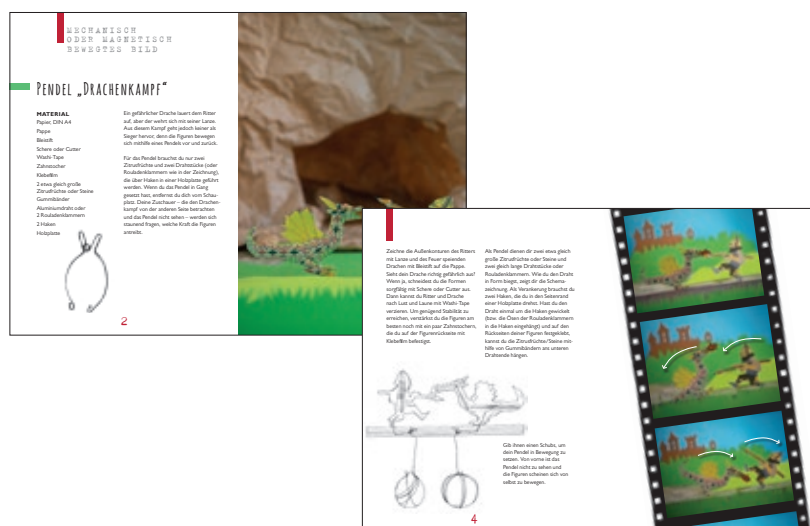 MECHANISCH
ODER MAGNETISCH
BEWEGTES BILD
PENDEL „DRACHENKAMPF“
MATERIAL
Papier, DIN A4
Pappe
Bleistift
Schere oder Cutter
Washi-Tape
Zahnstocher
Klebefilm
2 etwa gleich große
Zitrusfrüchte oder Steine
Gummibänder
Aluminiumdraht oder
2 Rouladenklammern
2 Haken
Holzplatte
Ein gefährlicher Drache lauert dem Ritter
auf, aber der wehrt sich mit seiner Lanze.
Aus diesem Kampf geht jedoch keiner als
Sieger hervor, denn die Figuren bewegen
sich mithilfe eines Pendels vor und zurück.
Für das Pendel brauchst du nur zwei
Zitrusfrüchte und zwei Drahtstücke (oder
Rouladenklammern wie in der Zeichnung),
die über Haken in einer Holzplatte geführt
werden. Wenn du das Pendel in Gang
gesetzt hast, entfernst du dich vom Schau-
platz. Deine Zuschauer – die den Drachen-
kampf von der anderen Seite betrachten
und das Pendel nicht sehen – werden sich
staunend fragen, welche Kraft die Figuren
antreibt.
2
Zeichne die Außenkonturen des Ritters
mit Lanze und des Feuer speienden
Drachen mit Bleistift auf die Pappe.
Sieht dein Drache richtig gefährlich aus?
Wenn ja, schneidest du die Formen
sorgfältig mit Schere oder Cutter aus.
Dann kannst du Ritter und Drache
nach Lust und Laune mit Washi-Tape
verzieren. Um genügend Stabilität zu
erreichen, verstärkst du die Figuren am
besten noch mit ein paar Zahnstochern,
die du auf der Figurenrückseite mit
Klebefilm befestigst.
Als Pendel dienen dir zwei etwa gleich
große Zitrusfrüchte oder Steine und
zwei gleich lange Drahtstücke oder
Rouladenklammern. Wie du den Draht
in Form biegst, zeigt dir die Schema-
zeichnung. Als Verankerung brauchst du
zwei Haken, die du in den Seitenrand
einer Holzplatte drehst. Hast du den
Draht einmal um die Haken gewickelt
(bzw. die Ösen der Rouladenklammern
in die Haken eingehängt) und auf den
Rückseiten deiner Figuren festgeklebt,
kannst du die Zitrusfrüchte/Steine mit-
hilfe von Gummibändern ans unteren
Drahtende hängen.
Gib ihnen einen Schubs, um
dein Pendel in Bewegung zu
setzen. Von vorne ist das
Pendel nicht zu sehen und
die Figuren scheinen sich von
selbst zu bewegen.
4